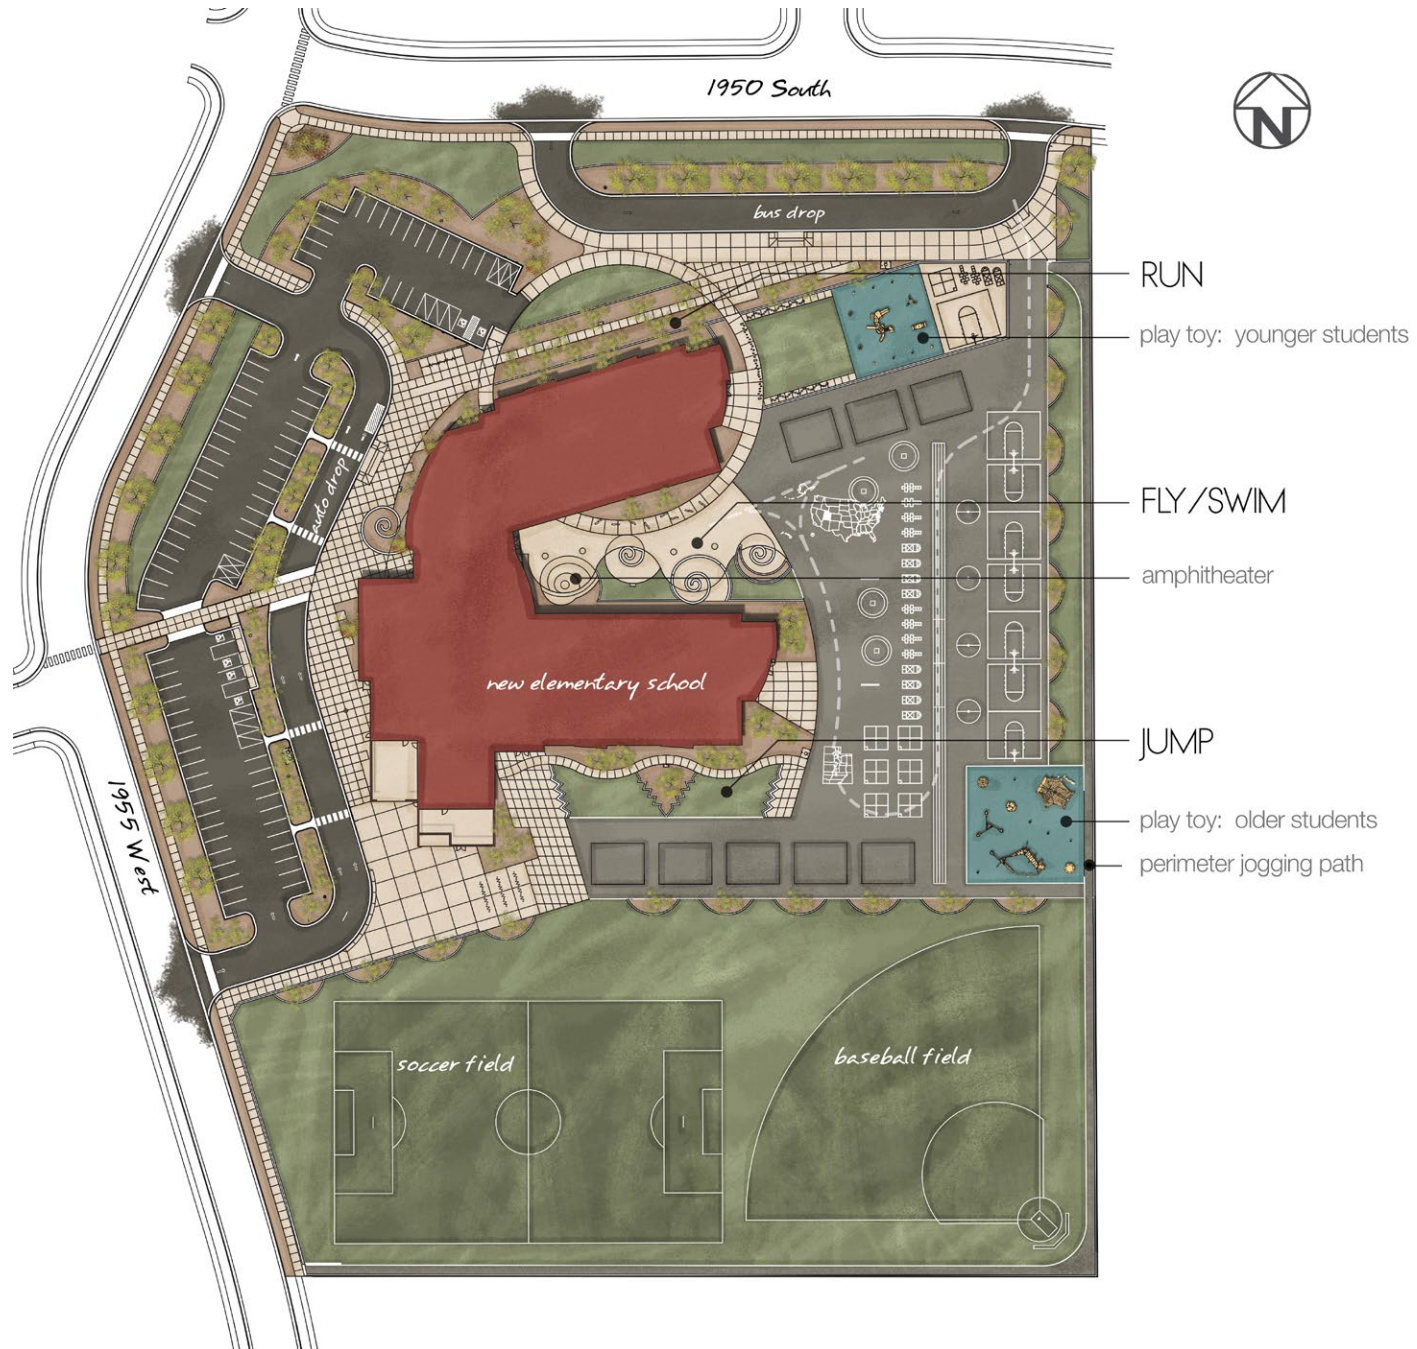 1950 South
N
bus drop
RUN
play toy: younger students
auto drop
FLY/SWIM
amphitheater
new elementary school
JUMP
1955 West
play toy: older students
perimeter jogging path
soccer field
baseball field